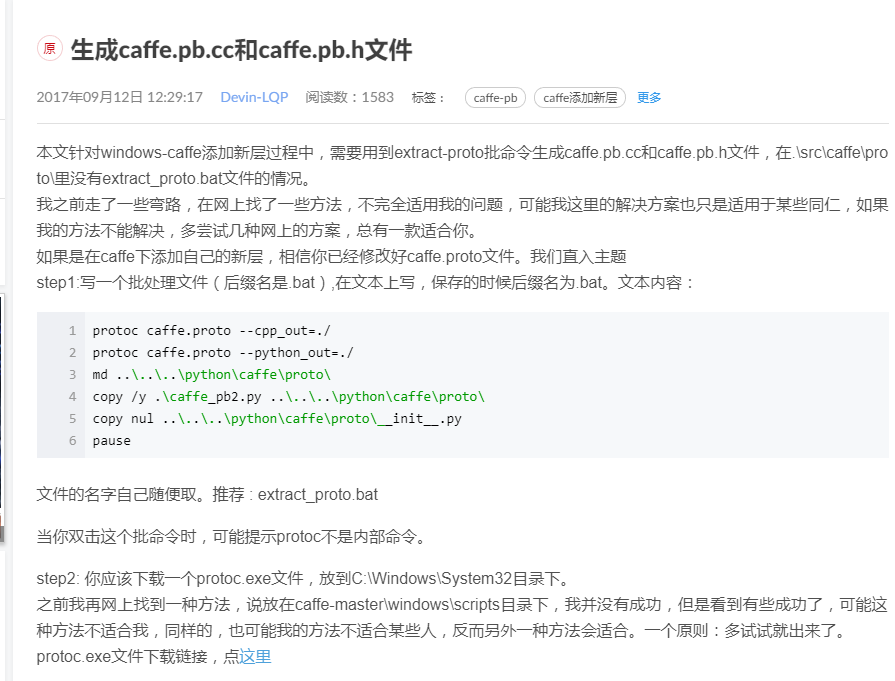 原 生成caffe.pb.cc和caffe.pb.h文件
2017年09月12日 12:29:17 Devin-LQP 阅读数：1583 标签： caffe-pb caffe添加新层 更多
本文针对windows-caffe添加新层过程中，需要用到extract-proto批命令生成caffe.pb.cc和caffe.pb.h文件，在.\src\caffe\pro
to\里没有extract_proto.bat文件的情况。
我之前走了一些弯路，在网上找了一些方法，不完全适用我的问题，可能我这里的解决方案也只是适用于某些同仁，如果
我的方法不能解决，多尝试几种网上的方案，总有一款适合你。
如果是在caffe下添加自己的新层，相信你已经修改好caffe.proto文件。我们直入主题
step1:写一个批处理文件（后缀名是.bat）,在文本上写，保存的时候后缀名为.bat。文本内容：
1 protoc caffe.proto --cpp_out=./
2 protoc caffe.proto --python_out=./
3 md ..\..\..\python\caffe\proto\
4 copy /y .\caffe_pb2.py ..\..\..\python\caffe\proto\
5 copy nul ..\..\..\python\caffe\proto\__init__.py
6 pause
文件的名字自己随便取。推荐：extract_proto.bat
当你双击这个批命令时，可能提示protoc不是内部命令。
step2: 你应该下载一个protoc.exe文件，放到C:\Windows\System32目录下。
之前我再网上找到一种方法，说放在caffe-master\windows\scripts目录下，我并没有成功，但是看到有些成功了，可能这
种方法不适合我，同样的，也可能我的方法不适合某些人，反而另外一种方法会适合。一个原则：多试试就出来了。
protoc.exe文件下载链接，点这里